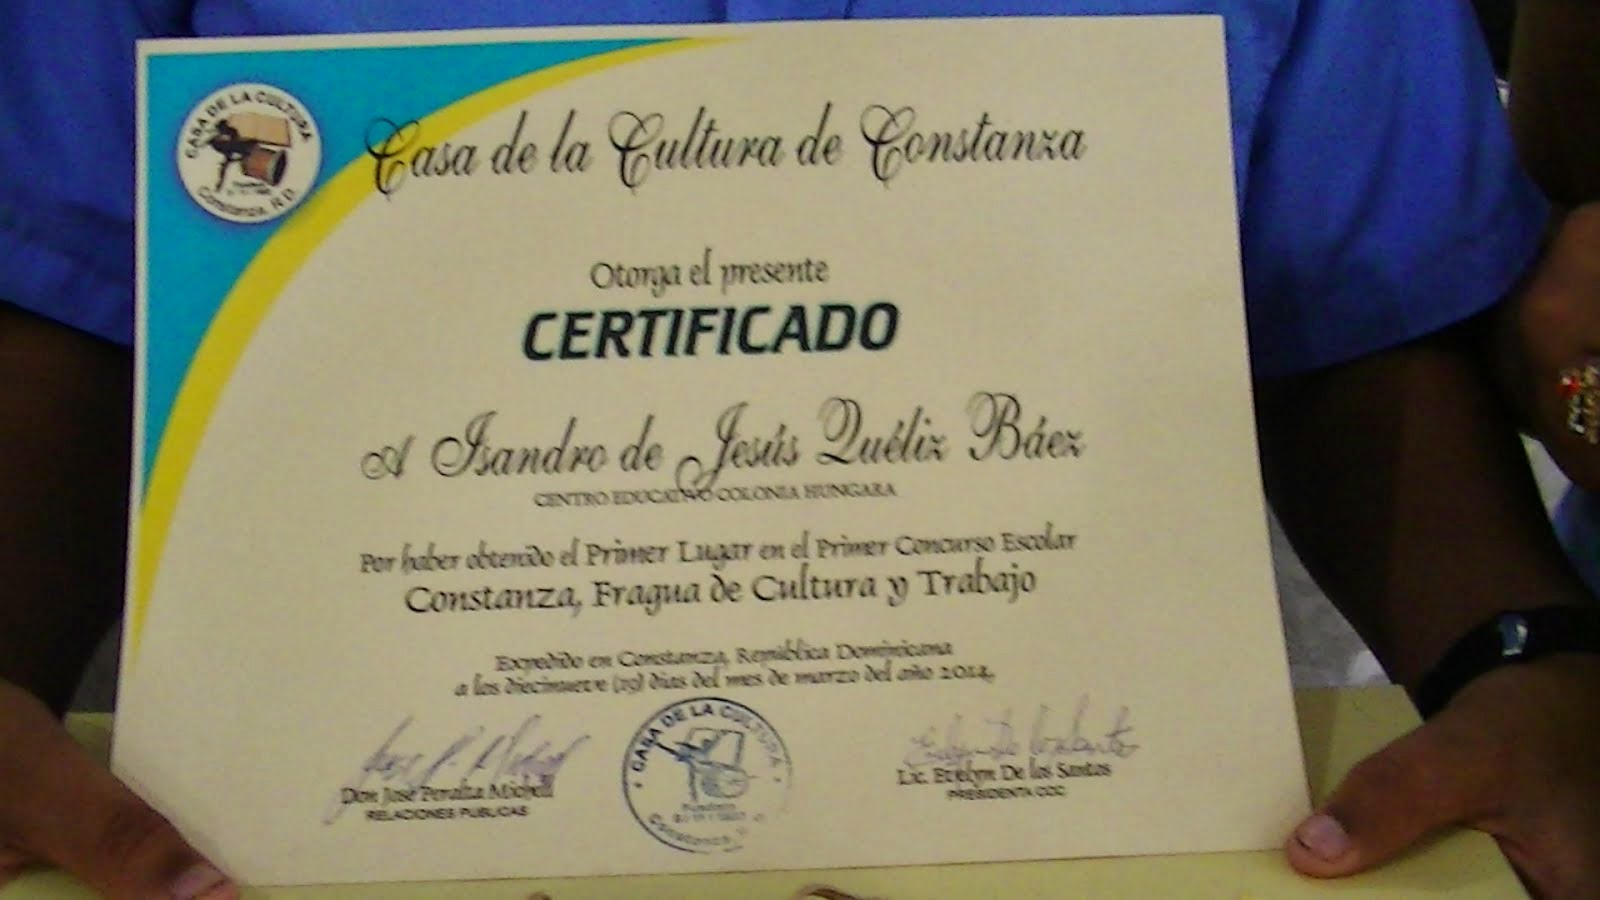 CASA DE LA CULTURA
Constanza, R.D.
Casa de la Cultura de Constanza
Otorga el presente
CERTIFICADO
A Isandro de Jesús Quéliz Báez
CENTRO EDUCATIVO COLONIA HUNGARA
Por haber obtenido el Primer Lugar en el Primer Concurso Escolar
Constanza, Fragua de Cultura y Trabajo
Expedido en Constanza, República Dominicana
a los diecinueve (19) días del mes de marzo del año 2014.
Don José Peralta Michell
RELACIONES PUBLICAS
CASA DE LA CULTURA
Constanza
Lic. Evelyn De los Santos
PRESIDENTA CCC